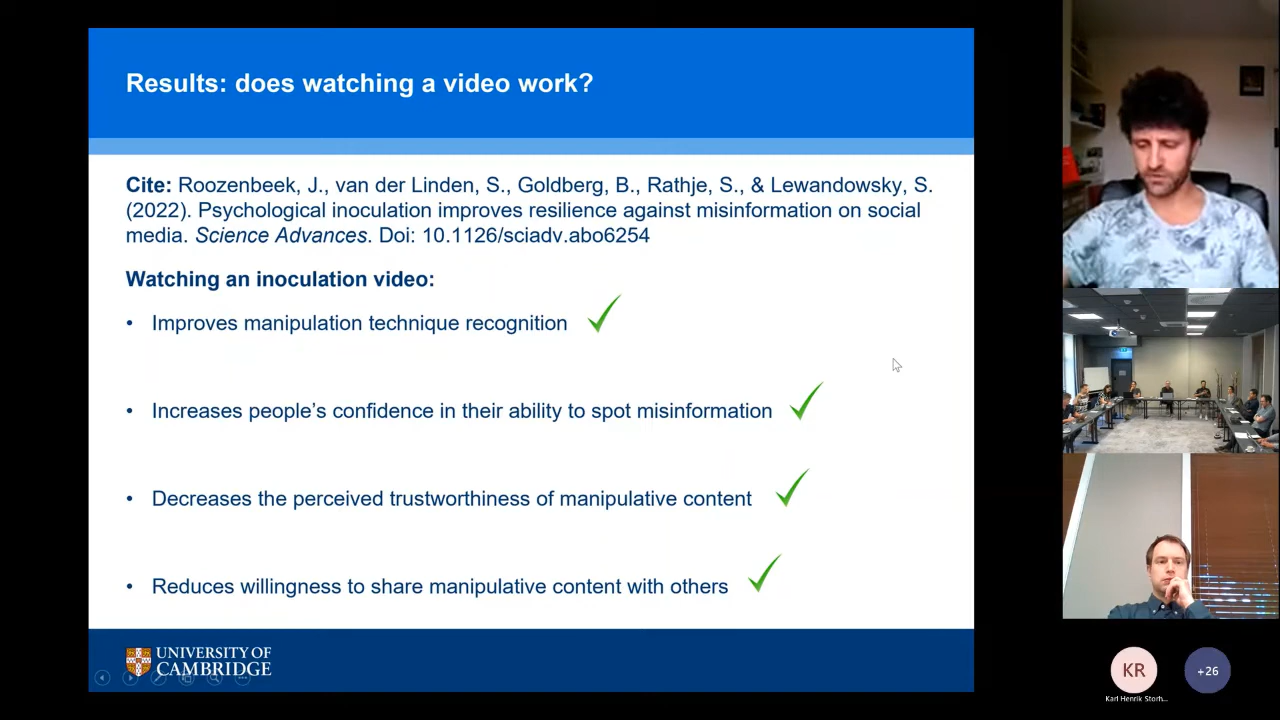 Results: does watching a video work?
Cite: Roozenbeek, J., van der Linden, S., Goldberg, B., Rathje, S., & Lewandowsky, S.
(2022). Psychological inoculation improves resilience against misinformation on social
media. Science Advances. Doi: 10.1126/sciadv.abo6254
Watching an inoculation video:
• Improves manipulation technique recognition
• Increases people’s confidence in their ability to spot misinformation
• Decreases the perceived trustworthiness of manipulative content
• Reduces willingness to share manipulative content with others
UNIVERSITY OF
CAMBRIDGE
KR
+26
Karl Henrik Storh...